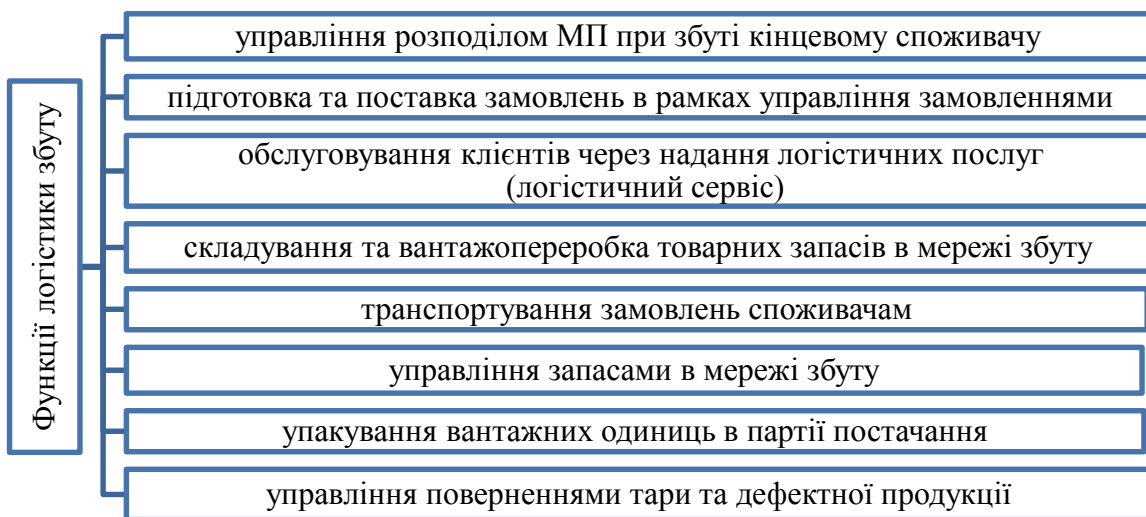 Функції логістики збуту
управління розподілом МП при збуті кінцевому споживачу
підготовка та поставка замовлень в рамках управління замовленнями
обслуговування клієнтів через надання логістичних послуг
(логістичний сервіс)
складування та вантажопереробка товарних запасів в мережі збуту
транспортування замовлень споживачам
управління запасами в мережі збуту
упакування вантажних одиниць в партії постачання
управління поверненнями тари та дефектної продукції